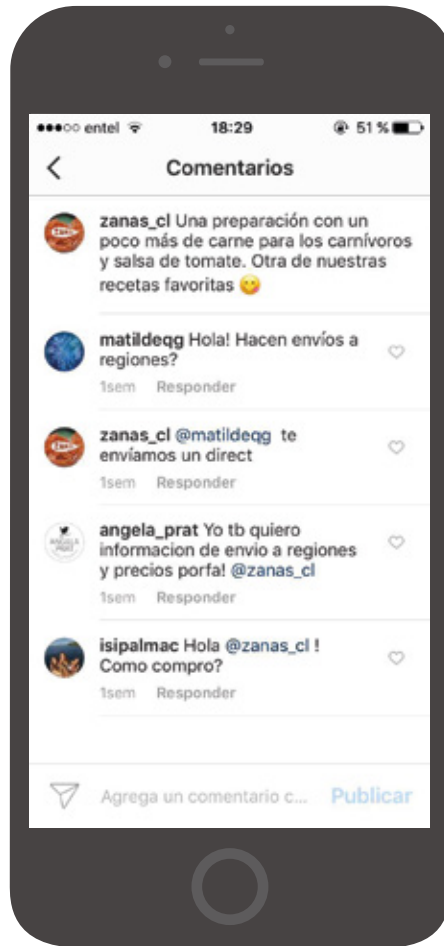 entel 18:29 51 %
Comentarios
zanas_cl Una preparación con un
poco más de carne para los carnívoros
y salsa de tomate. Otra de nuestras
recetas favoritas 😋
matildeqg Hola! Hacen envíos a
regiones?
1sem Responder
zanas_cl @matildeqg te
envíamos un direct
1sem Responder
angela_prat Yo tb quiero
informacion de envio a regiones
y precios porfa! @zanas_cl
1sem Responder
isipalmac Hola @zanas_cl !
Como compro?
1sem Responder
Agrega un comentario c... Publicar